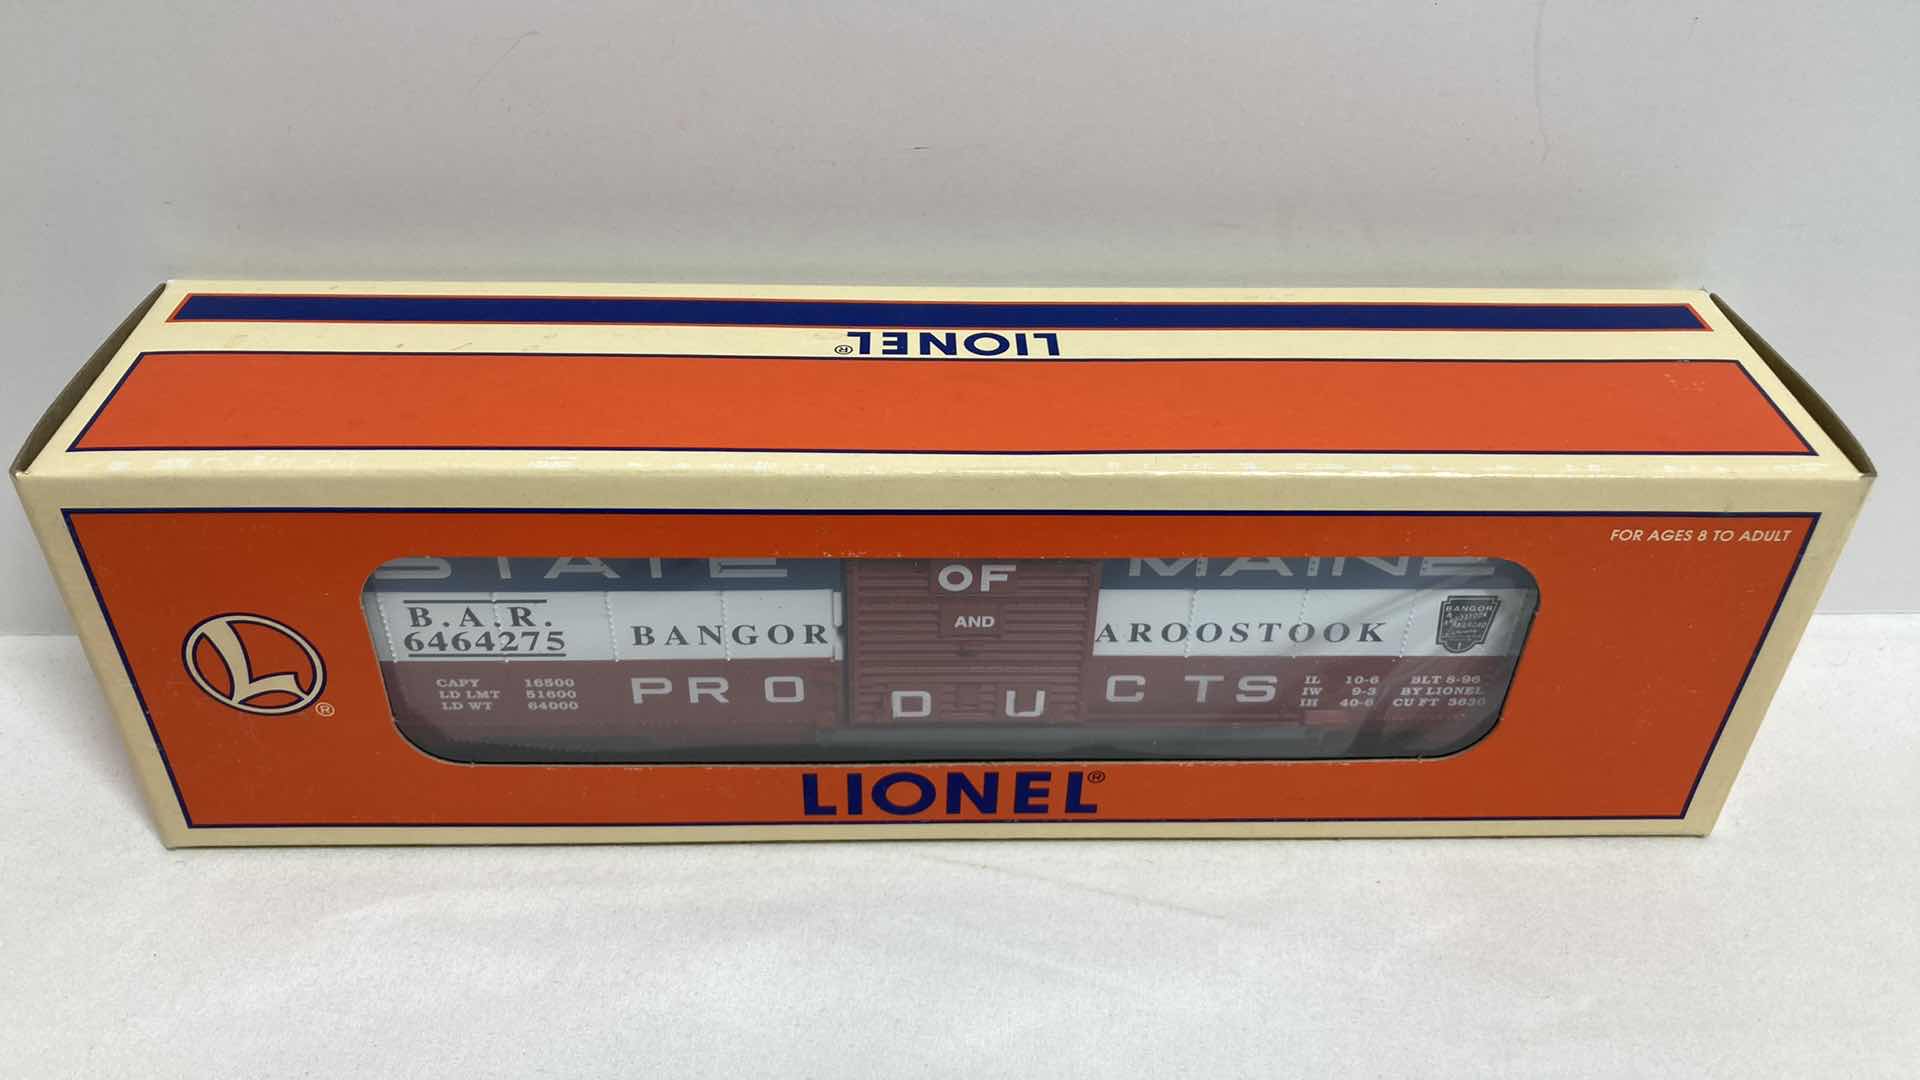 LIONEL®
FOR AGES 8 TO ADULT
STATE OF MAINE
B.A.R.
6464275
BANGOR AND AROOSTOOK
BANGOR
PRODUCTS
CAPY 16500
LD LMT 51600
LD WT 64000
IL 10-6 BLT 8-96
IW 9-3 BY LIONEL
IH 40-6 CU FT 3630
L®
LIONEL®